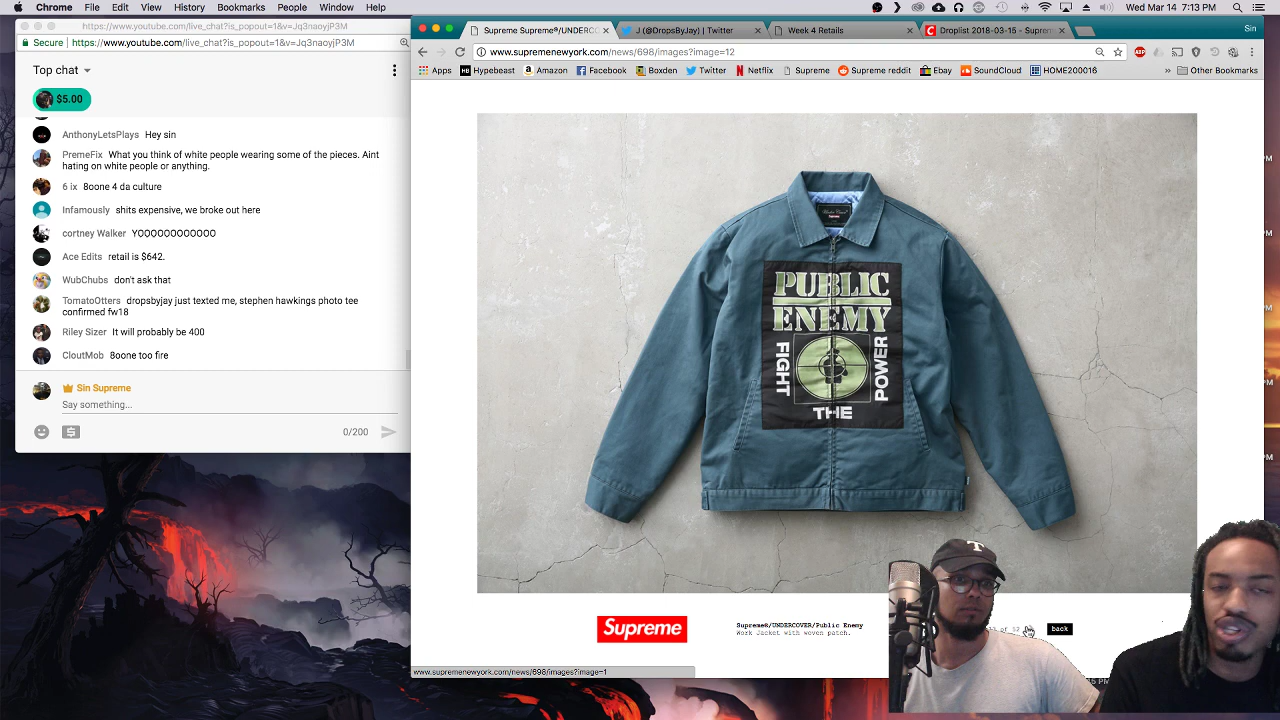 Chrome File Edit View History Bookmarks People Window Help
Wed Mar 14 7:13 PM
https://www.youtube.com/live_chat?is_popout=1&v=Jq3naoyjP3M
Secure https://www.youtube.com/live_chat?is_popout=1&v=Jq3naoyjP3M
Top chat
$5.00
AnthonyLetsPlays Hey sin
PremeFix What you think of white people wearing some of the pieces. Aint
hating on white people or anything.
6 ix 8oone 4 da culture
Infamously shits expensive, we broke out here
cortney Walker YOOOOOOOOOOO
Ace Edits retail is $642.
WubChubs don't ask that
TomatoOtters dropsbyjay just texted me, stephen hawkings photo tee
confirmed fw18
Riley Sizer It will probably be 400
CloutMob 8oone too fire
Sin Supreme
Say something...
0/200
Supreme Supreme®/UNDERCO
J (@DropsByJay) | Twitter
Week 4 Retails
Droplist 2018-03-15 - Suprem
Sin
www.supremenewyork.com/news/698/images?image=12
ABP
Apps Hypebeast Amazon Facebook Boxden Twitter Netflix Supreme Supreme reddit Ebay SoundCloud HOME200016 » Other Bookmarks
PUBLIC
ENEMY
FIGHT
THE
POWER
Supreme
Supreme®/UNDERCOVER/Public Enemy
Work Jacket with woven patch.
of 12
back
www.supremenewyork.com/news/698/images?image=1
T